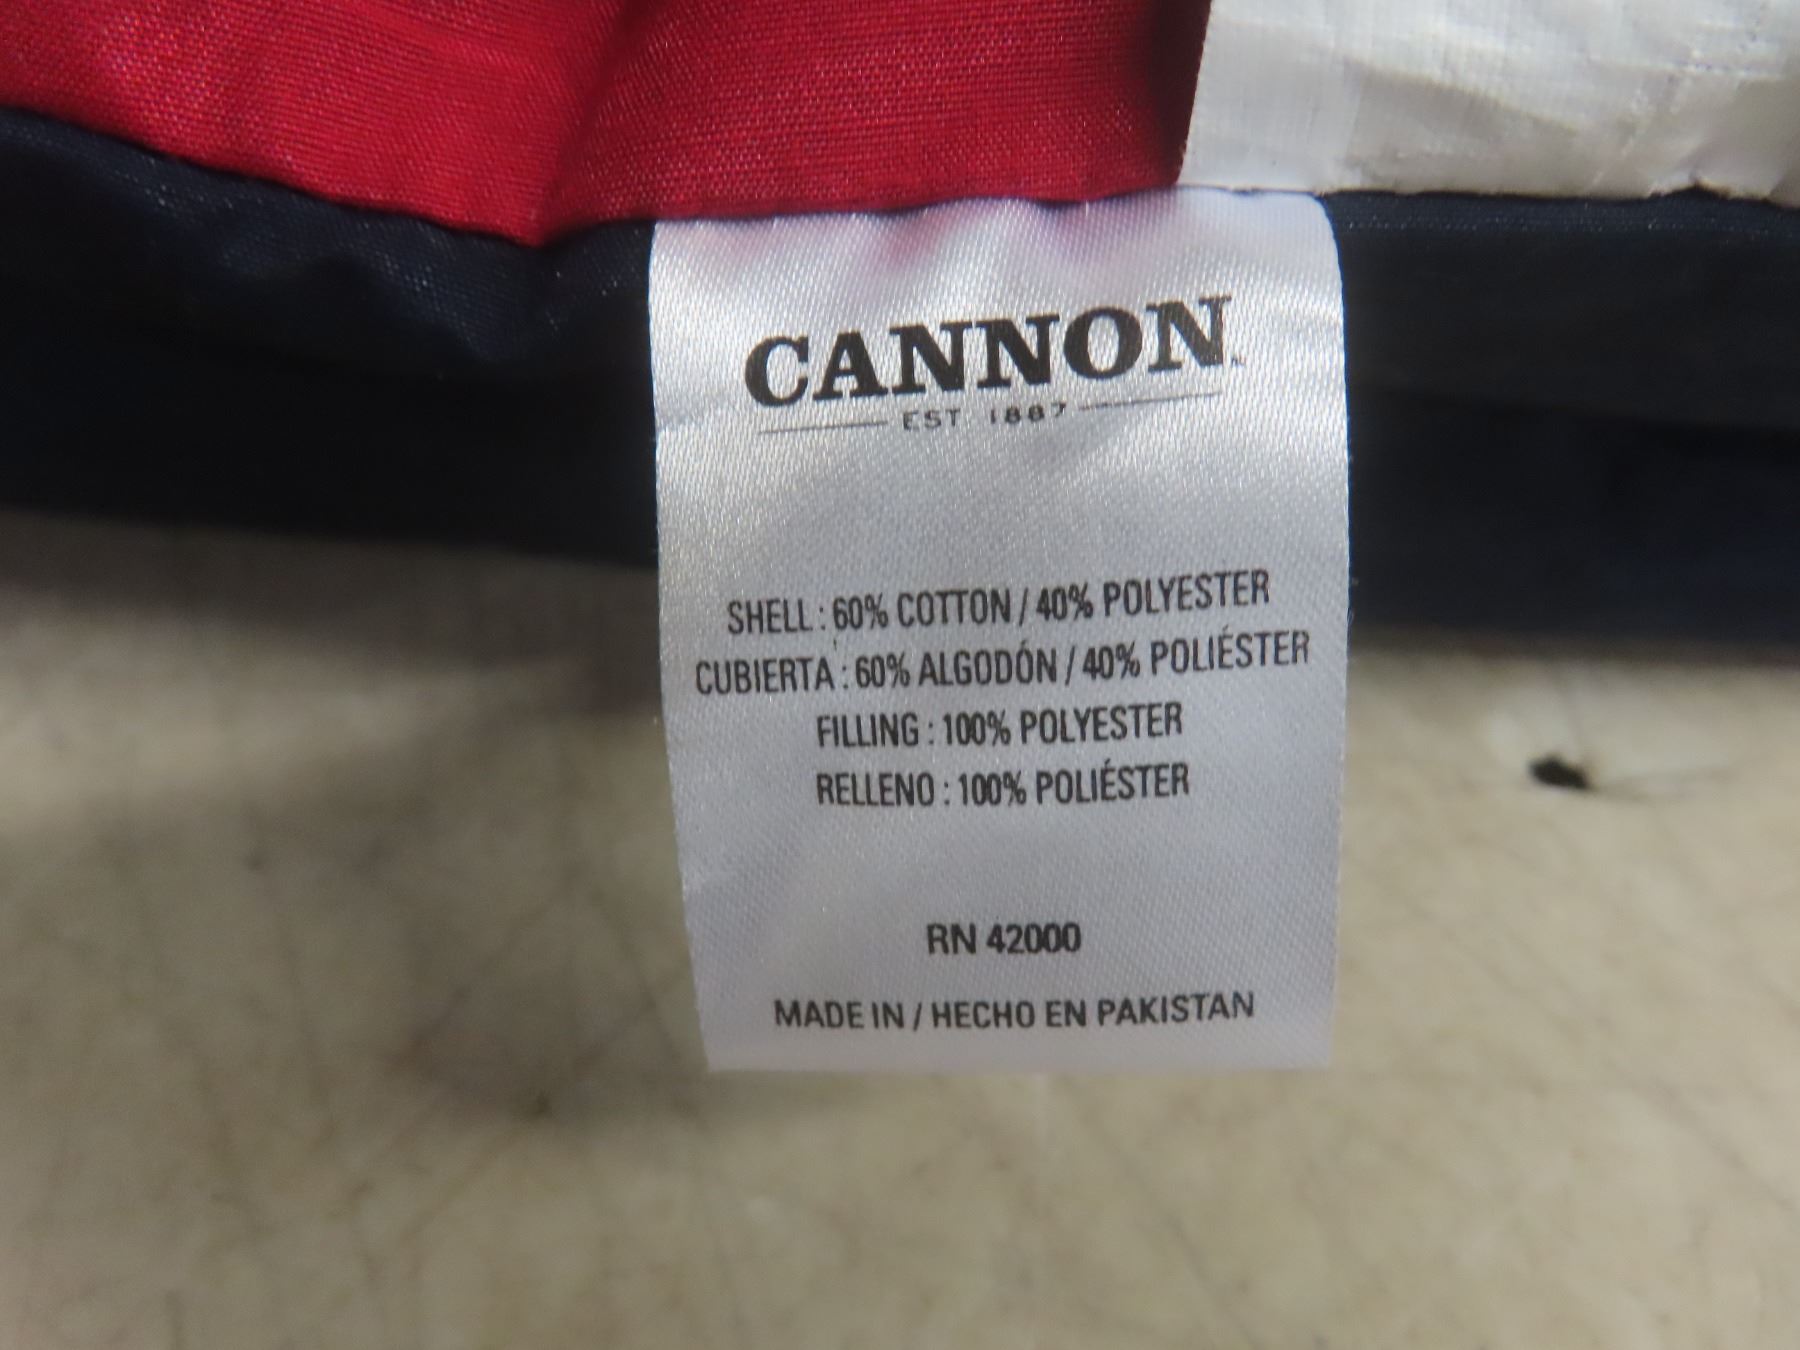 CANNON
EST 1887
SHELL : 60% COTTON / 40% POLYESTER
CUBIERTA : 60% ALGODÓN / 40% POLIÉSTER
FILLING : 100% POLYESTER
RELLENO : 100% POLIÉSTER
RN 42000
MADE IN / HECHO EN PAKISTAN